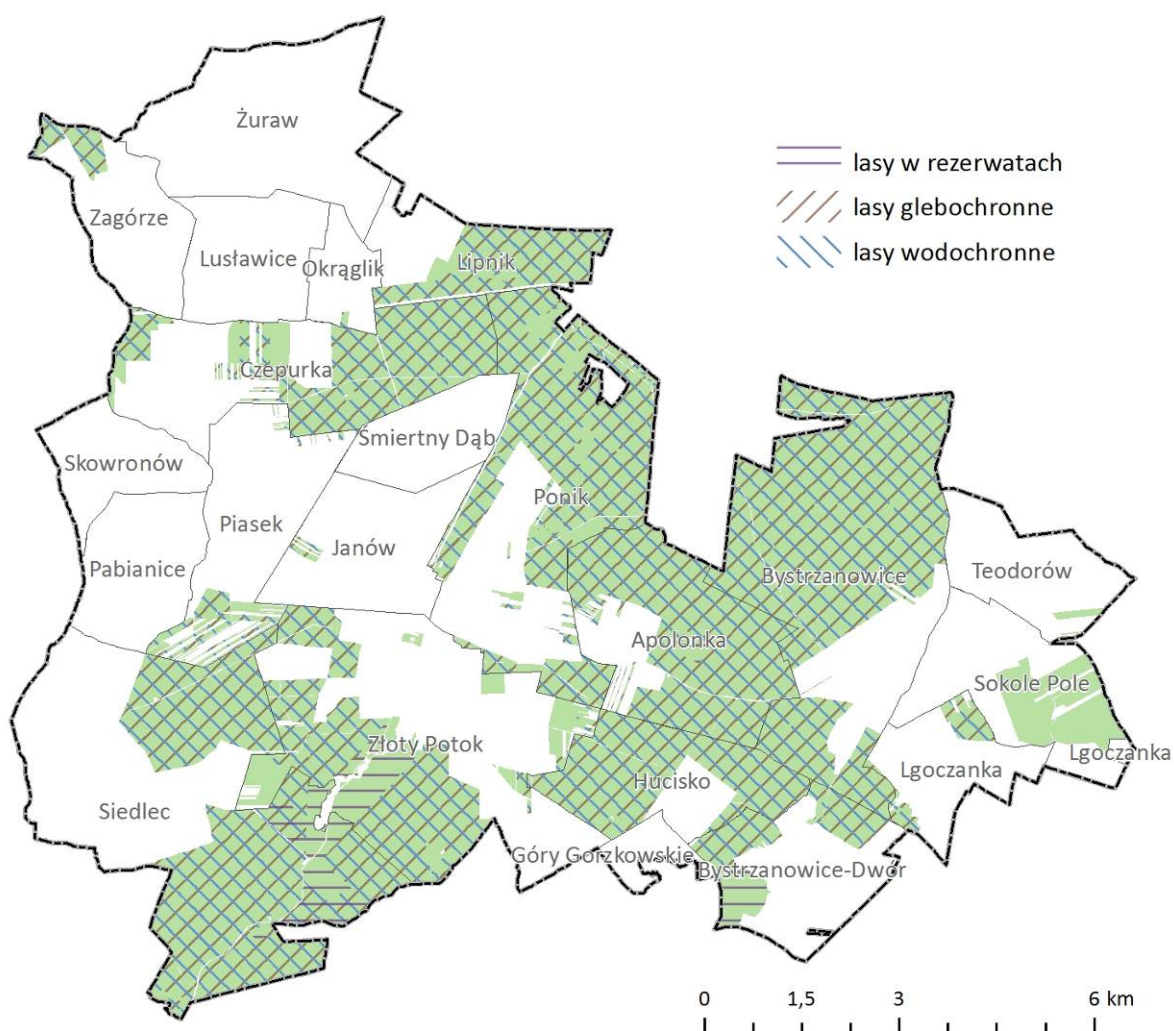 Żuraw
lasy w rezerwatach
lasy glebochronne
lasy wodochronne
Zagórze
Lusławice
Okrąglik
Lipnik
Czepurka
Śmiertny Dąb
Skowronów
Ponik
Piasek
Janów
Pabianice
Bystrzanowice
Teodorów
Apolonka
Sokole Pole
Złoty Potok
Lgoczanka
Lgoczanka
Hucisko
Siedlec
Góry Gorzkowskie
Bystrzanowice-Dwór
0 1,5 3 6 km